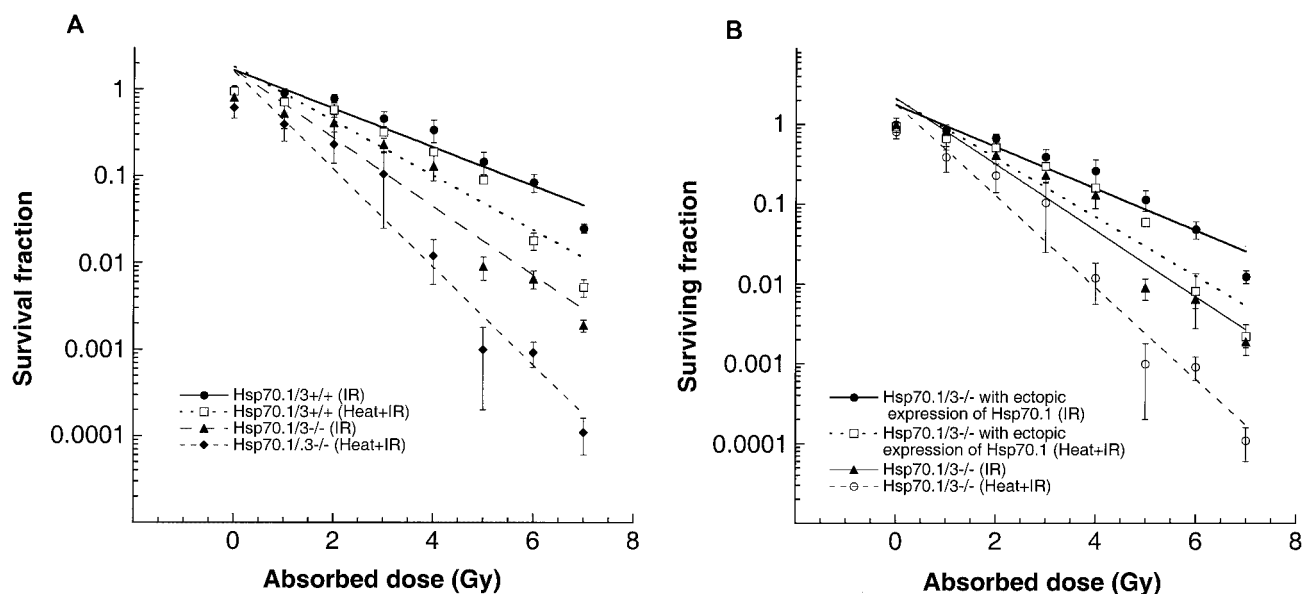 A
Survival fraction
1
0.1
0.01
0.001
0.0001
Hsp70.1/3+/+ (IR)
Hsp70.1/3+/+ (Heat+IR)
Hsp70.1/3-/- (IR)
Hsp70.1/.3-/- (Heat+IR)
0 2 4 6 8
Absorbed dose (Gy)
B
Surviving fraction
1
0.1
0.01
0.001
0.0001
Hsp70.1/3-/- with ectopic
expression of Hsp70.1 (IR)
Hsp70.1/3-/- with ectopic
expression of Hsp70.1 (Heat+IR)
Hsp70.1/3-/- (IR)
Hsp70.1/3-/- (Heat+IR)
0 2 4 6 8
Absorbed dose (Gy)